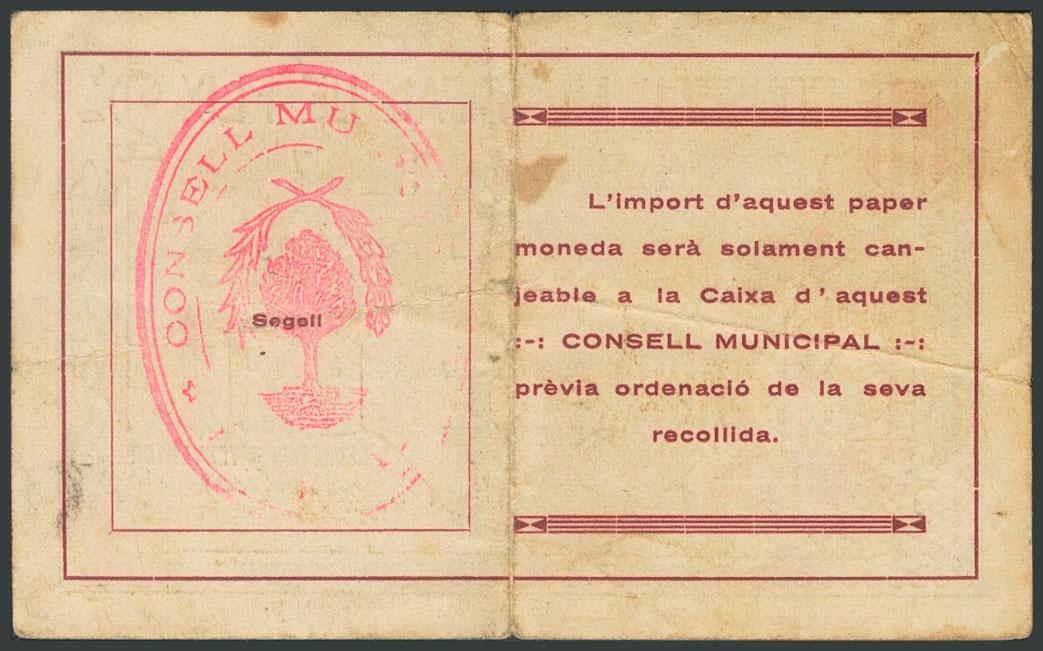 CONSELL MU
Segell
L'import d'aquest paper
moneda serà solament can-
jeable a la Caixa d'aquest
:-: CONSELL MUNICIPAL :-:
prèvia ordenació de la seva
recollida.